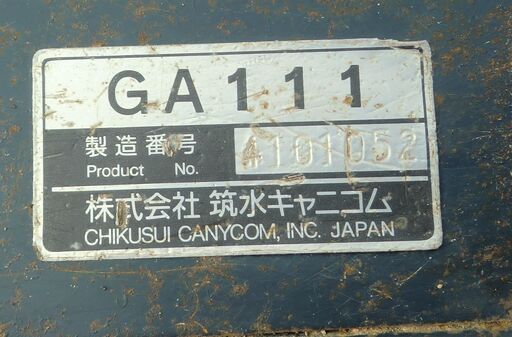 GA111
製造番号
Product No.
4101052
株式会社 筑水キャニコム
CHIKUSUI CANYCOM, INC. JAPAN